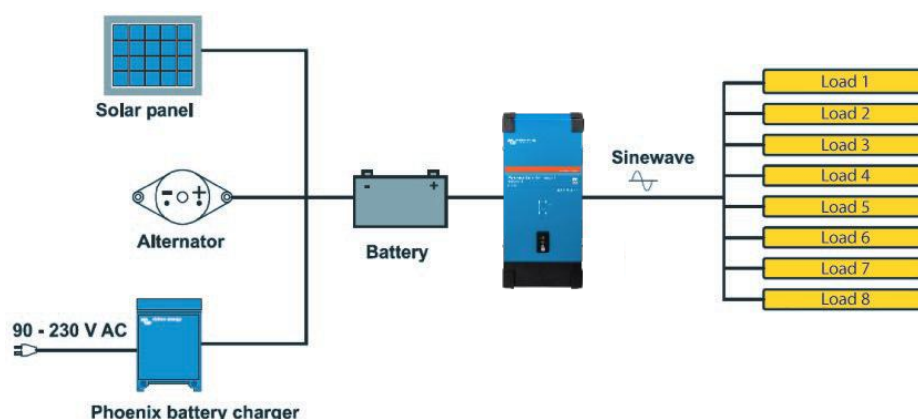 Solar panel
Alternator
90 - 230 V AC
Phoenix battery charger
-
+
Battery
Sinewave
Load 1
Load 2
Load 3
Load 4
Load 5
Load 6
Load 7
Load 8